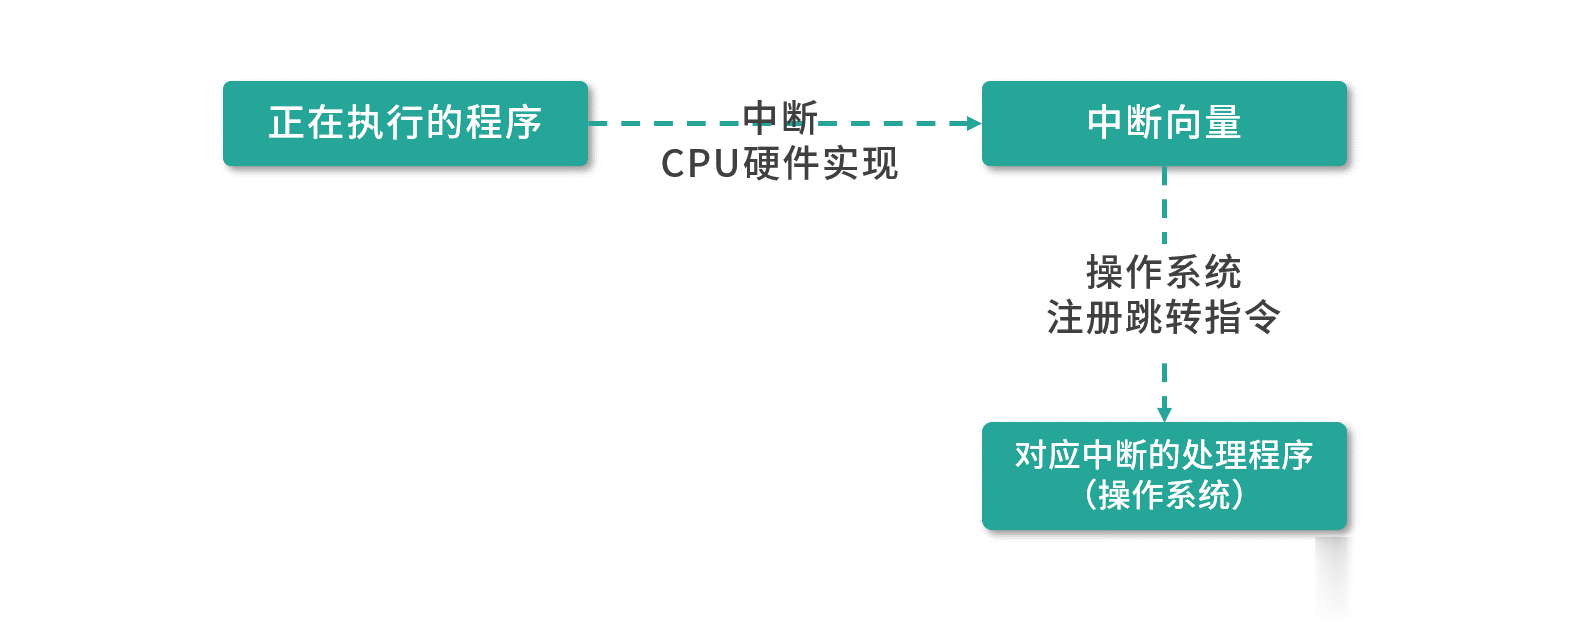 正在执行的程序
中断
CPU硬件实现
中断向量
操作系统
注册跳转指令
对应中断的处理程序
（操作系统）